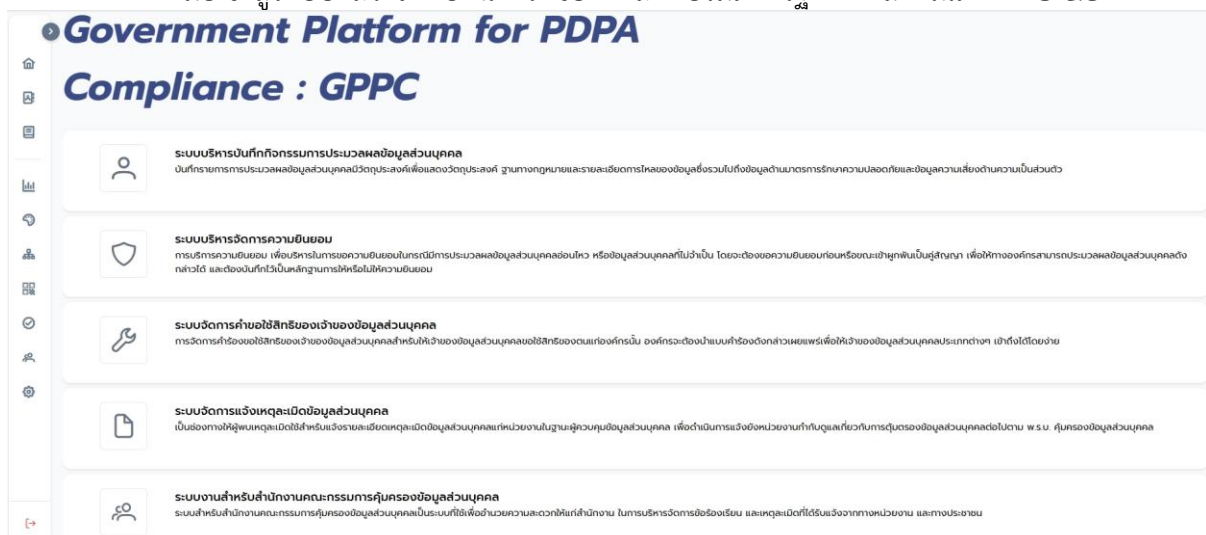 Government Platform for PDPA
Compliance : GPPC
ระบบบริหารบันทึกกิจกรรมการประมวลผลข้อมูลส่วนบุคคล
บันทึกรายการการประมวลผลข้อมูลส่วนบุคคลมีวัตถุประสงค์เพื่อแสดงวัตถุประสงค์ ฐานทางกฎหมายและรายละเอียดการไหลของข้อมูลซึ่งรวมไปถึงข้อมูลด้านมาตรการรักษาความปลอดภัยและข้อมูลความเสี่ยงด้านความเป็นส่วนตัว
ระบบบริหารจัดการความยินยอม
การบริการความยินยอม เพื่อบริหารในการขอความยินยอมในกรณีมีการประมวลผลข้อมูลส่วนบุคคลอ่อนไหว หรือข้อมูลส่วนบุคคลที่ไม่จำเป็น โดยจะต้องขอความยินยอมก่อนหรือขณะเข้าผูกพันเป็นคู่สัญญา เพื่อให้ทางองค์กรสามารถประมวลผลข้อมูลส่วนบุคคลดัง
กล่าวได้ และต้องบันทึกไว้เป็นหลักฐานการให้หรือไม่ให้ความยินยอม
ระบบจัดการคำขอใช้สิทธิของเจ้าของข้อมูลส่วนบุคคล
การจัดการคำร้องขอใช้สิทธิของเจ้าของข้อมูลส่วนบุคคลสำหรับให้เจ้าของข้อมูลส่วนบุคคลขอใช้สิทธิของตนแก่องค์กรนั้น องค์กรจะต้องนำแบบคำร้องดังกล่าวเผยแพร่เพื่อให้เจ้าของข้อมูลส่วนบุคคลประเภทต่างๆ เข้าถึงได้โดยง่าย
ระบบจัดการแจ้งเหตุละเมิดข้อมูลส่วนบุคคล
เป็นช่องทางให้ผู้พบเหตุละเมิดใช้สำหรับแจ้งรายละเอียดเหตุละเมิดข้อมูลส่วนบุคคลแก่หน่วยงานในฐานะผู้ควบคุมข้อมูลส่วนบุคคล เพื่อดำเนินการแจ้งยังหน่วยงานกำกับดูแลเกี่ยวกับการคุ้มครองข้อมูลส่วนบุคคลต่อไปตาม พ.ร.บ. คุ้มครองข้อมูลส่วนบุคคล
ระบบงานสำหรับสำนักงานคณะกรรมการคุ้มครองข้อมูลส่วนบุคคล
ระบบสำหรับสำนักงานคณะกรรมการคุ้มครองข้อมูลส่วนบุคคลเป็นระบบที่ใช้เพื่ออำนวยความสะดวกให้แก่สำนักงาน ในการบริหารจัดการข้อร้องเรียน และเหตุละเมิดที่ได้รับแจ้งจากทางหน่วยงาน และทางประชาชน